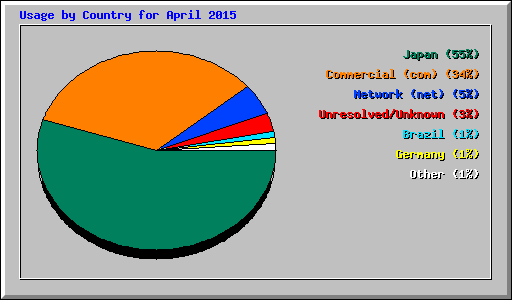 Usage by Country for April 2015
Japan (55%)
Commercial (com) (34%)
Network (net) (5%)
Unresolved/Unknown (3%)
Brazil (1%)
Germany (1%)
Other (1%)